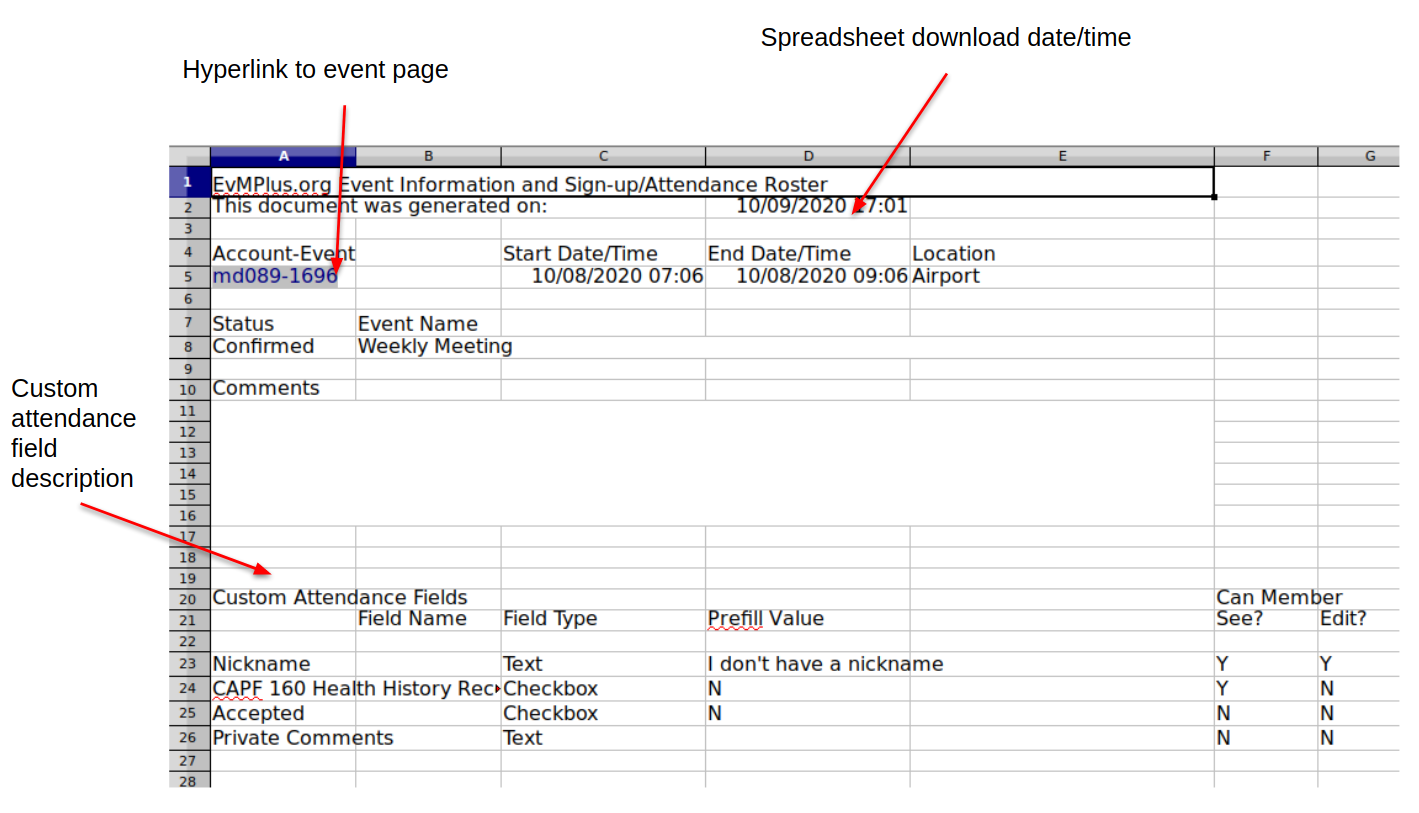 Spreadsheet download date/time
Hyperlink to event page
A B C D E F G
1 EvMPlus.org Event Information and Sign-up/Attendance Roster
2 This document was generated on: 10/09/2020 17:01
3
4 Account-Event Start Date/Time End Date/Time Location
5 md089-1696 10/08/2020 07:06 10/08/2020 09:06 Airport
6
7 Status Event Name
8 Confirmed Weekly Meeting
9
10 Comments
11
12
13
14
15
16
17
18
19
Custom
attendance
field
description
20 Custom Attendance Fields Can Member
21 Field Name Field Type Prefill Value See? Edit?
22
23 Nickname Text I don't have a nickname Y Y
24 CAPF 160 Health History Rec Checkbox N Y N
25 Accepted Checkbox N N N
26 Private Comments Text N N
27
28